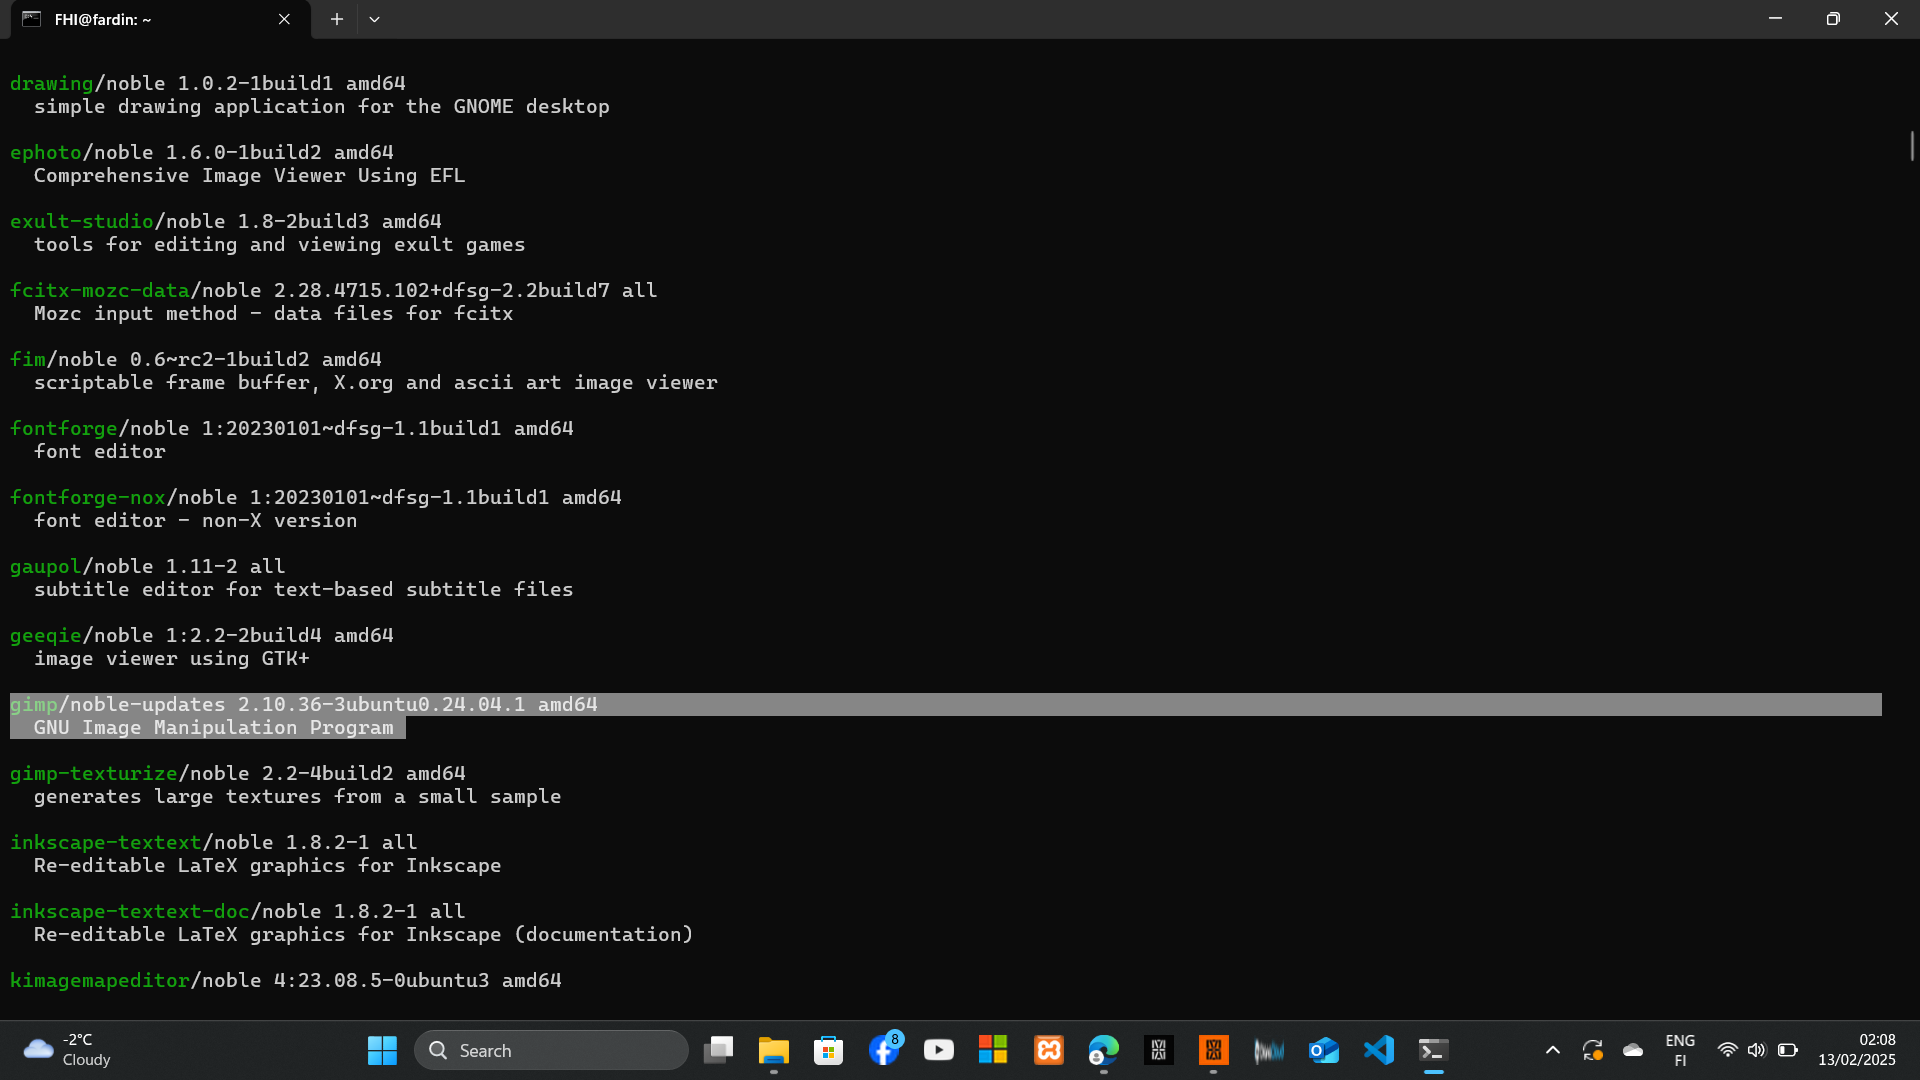 FHI@fardin: ~
drawing/noble 1.0.2-1build1 amd64
  simple drawing application for the GNOME desktop
ephoto/noble 1.6.0-1build2 amd64
  Comprehensive Image Viewer Using EFL
exult-studio/noble 1.8-2build3 amd64
  tools for editing and viewing exult games
fcitx-mozc-data/noble 2.28.4715.102+dfsg-2.2build7 all
  Mozc input method - data files for fcitx
fim/noble 0.6~rc2-1build2 amd64
  scriptable frame buffer, X.org and ascii art image viewer
fontforge/noble 1:20230101~dfsg-1.1build1 amd64
  font editor
fontforge-nox/noble 1:20230101~dfsg-1.1build1 amd64
  font editor - non-X version
gaupol/noble 1.11-2 all
  subtitle editor for text-based subtitle files
geeqie/noble 1:2.2-2build4 amd64
  image viewer using GTK+
gimp/noble-updates 2.10.36-3ubuntu0.24.04.1 amd64
  GNU Image Manipulation Program
gimp-texturize/noble 2.2-4build2 amd64
  generates large textures from a small sample
inkscape-textext/noble 1.8.2-1 all
  Re-editable LaTeX graphics for Inkscape
inkscape-textext-doc/noble 1.8.2-1 all
  Re-editable LaTeX graphics for Inkscape (documentation)
kimagemapeditor/noble 4:23.08.5-0ubuntu3 amd64
-2°C
Cloudy
Search
8
ENG
FI
02:08
13/02/2025